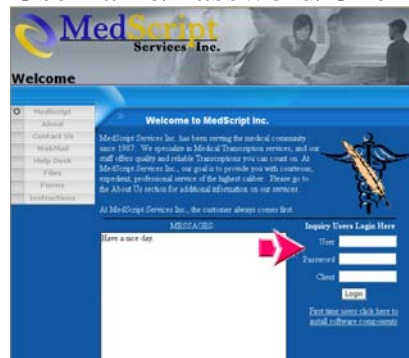 MedScript
Services Inc.
Welcome
MedScript
About
Contact Us
WebMail
Help Desk
Files
Forms
Instructions
Welcome to MedScript Inc.
MedScript Services Inc. has been serving the medical community
since 1987. We specialize in Medical Transcription services, and our
staff offers quality and reliable Transcriptions you can count on. At
MedScript Services Inc., our goal is to provide you with courteous,
expedient, professional service of the highest caliber. Please go to
the About Us section for additional information on our services.
At MedScript Services Inc., the customer always comes first.
MESSAGES
Have a nice day.
Inquiry Users Login Here
User
Password
Client
Login
First time users click here to
install software components